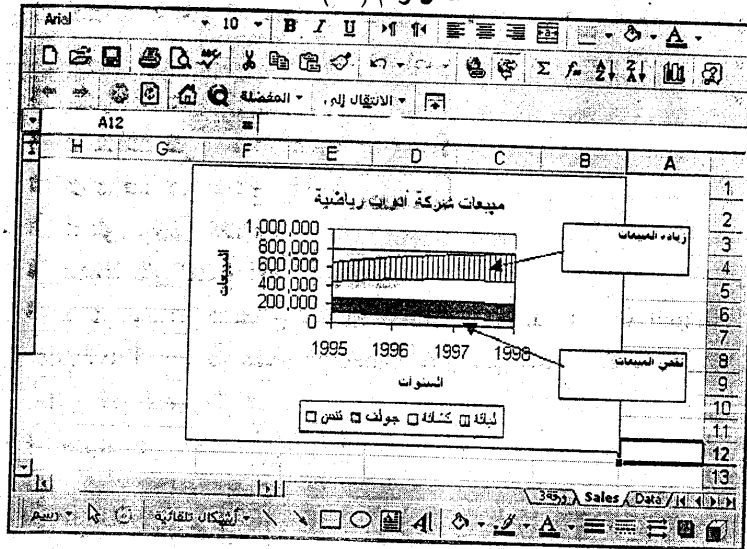 Arial 10 B I U
الانتقال إلى المفضلة
A12 =
H G F E D C B A
مبيعات شركة أدوات رياضية
زيادة المبيعات
نقص المبيعات
المبيعات
1,000,000
800,000
600,000
400,000
200,000
0
1995 1996 1997 1998
السنوات
تنس جولف كشافة لياقة
1
2
3
4
5
6
7
8
9
10
11
12
13
Data Sales ورقة3
رسم أشكال تلقائية